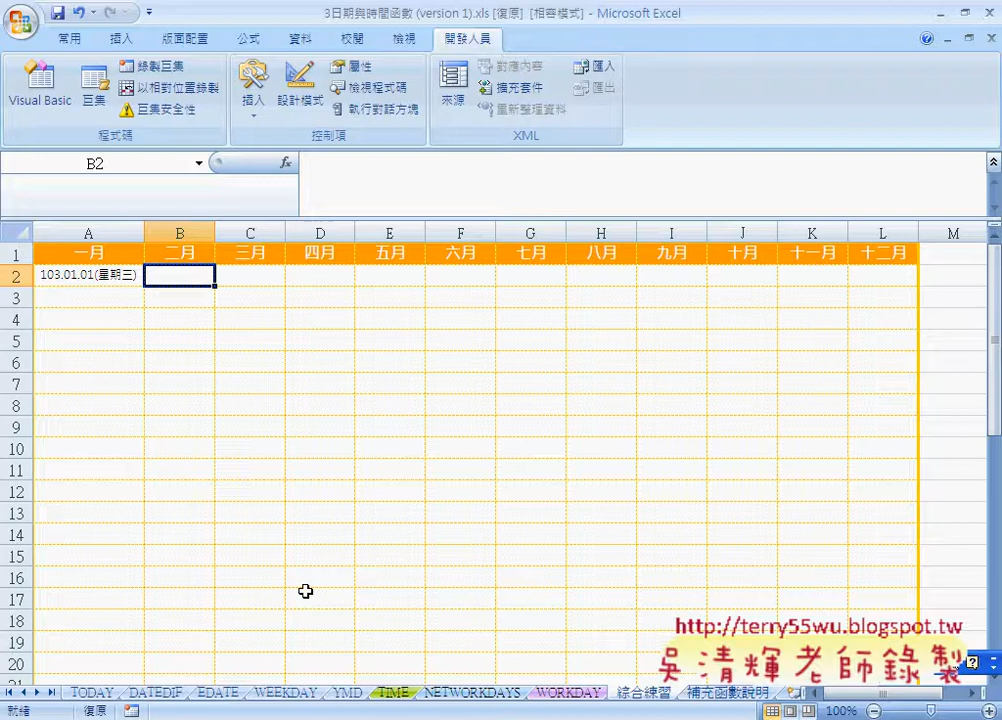 3日期與時間函數 (version 1).xls [復原] [相容模式] - Microsoft Excel
常用 插入 版面配置 公式 資料 校閱 檢視 開發人員
Visual Basic 巨集 錄製巨集 以相對位置錄製 巨集安全性
插入 設計模式 屬性 檢視程式碼 執行對話方塊
來源 對應內容 擴充套件 重新整理資料 匯入 匯出
程式碼 控制項 XML
B2 fx
A B C D E F G H I J K L M
1 一月 二月 三月 四月 五月 六月 七月 八月 九月 十月 十一月 十二月
2 103.01.01(星期三)
3
4
5
6
7
8
9
10
11
12
13
14
15
16
17
18
19
20
http://terry55wu.blogspot.tw
吳清輝老師錄製
TODAY DATEDIF EDATE WEEKDAY YMD TIME NETWORKDAYS WORKDAY 綜合練習 補充函數說明
就緒 復原 100%